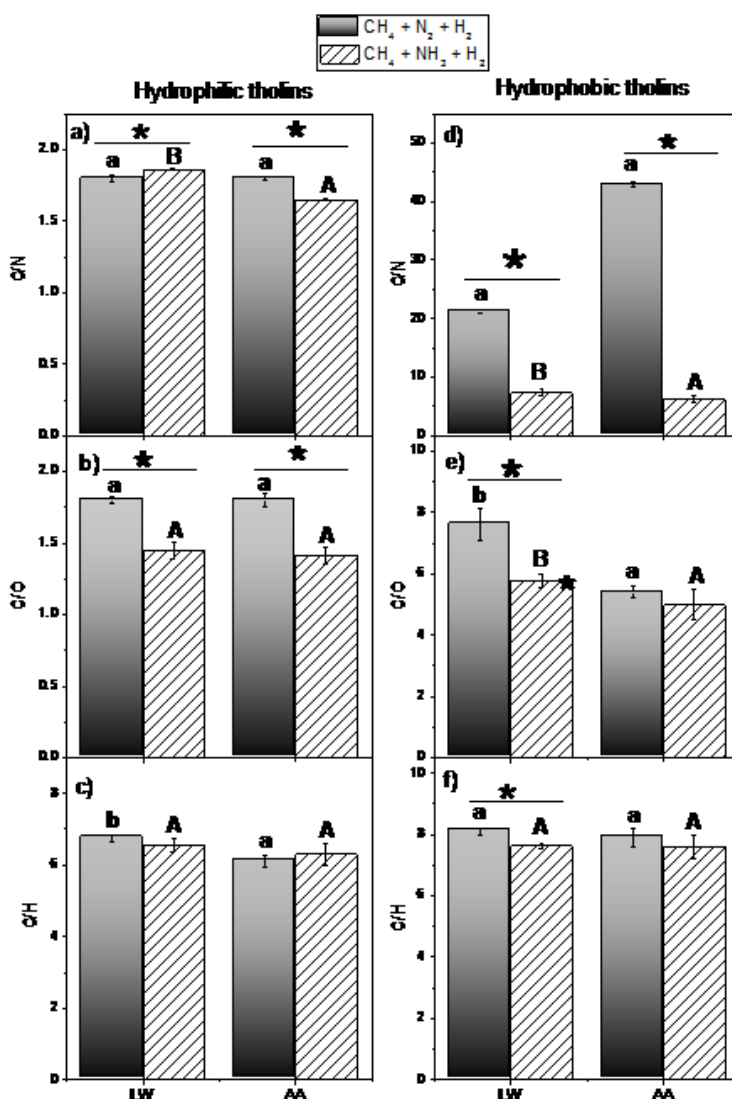 CH₄ + N₂ + H₂
CH₄ + NH₃ + H₂
Hydrophilic tholins
Hydrophobic tholins
a)
*
*
a
B
a
A
2.0
1.5
1.0
0.5
0.0
C/N
d)
*
*
a
B
a
A
50
40
30
20
10
0
C/N
b)
*
*
a
A
a
A
2.0
1.5
1.0
0.5
0.0
C/O
e)
*
b
B
*
a
A
10
8
6
4
2
0
C/O
c)
b
A
a
A
8
6
4
2
0
C/H
f)
*
a
A
a
A
10
8
6
4
2
0
C/H
LW
AA
LW
AA